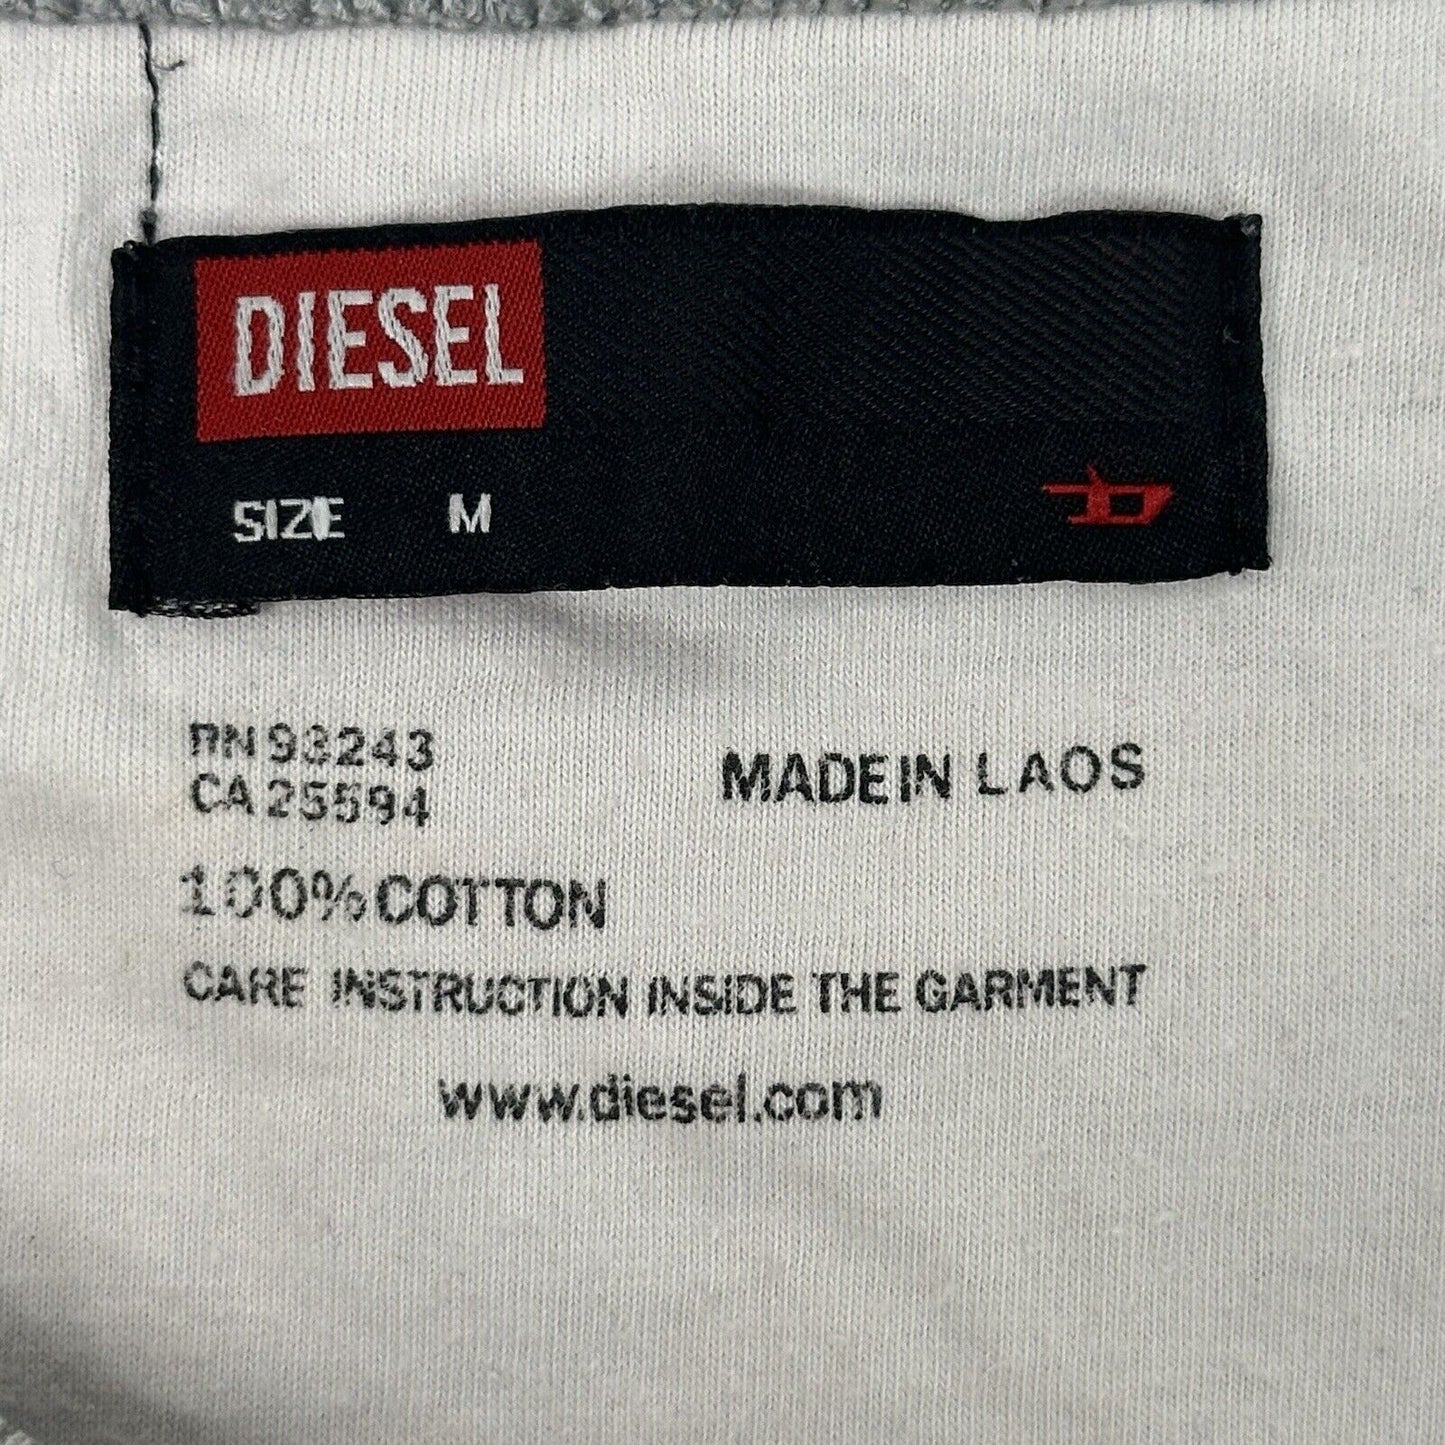 DIESEL
SIZE M
RN 93243
CA 25594
MADE IN LAOS
100% COTTON
CARE INSTRUCTION INSIDE THE GARMENT
www.diesel.com